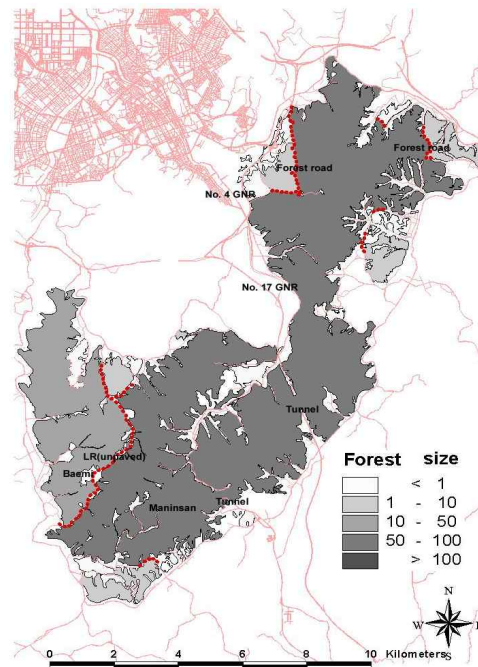 Forest road
Forest road
No. 4 GNR
No. 17 GNR
Tunnel
LR(unpaved)
Maninsan
Tunnel
Forest size
< 1
1 - 10
10 - 50
50 - 100
> 100
N
W E
S
0 2 4 6 8 10 Kilometers